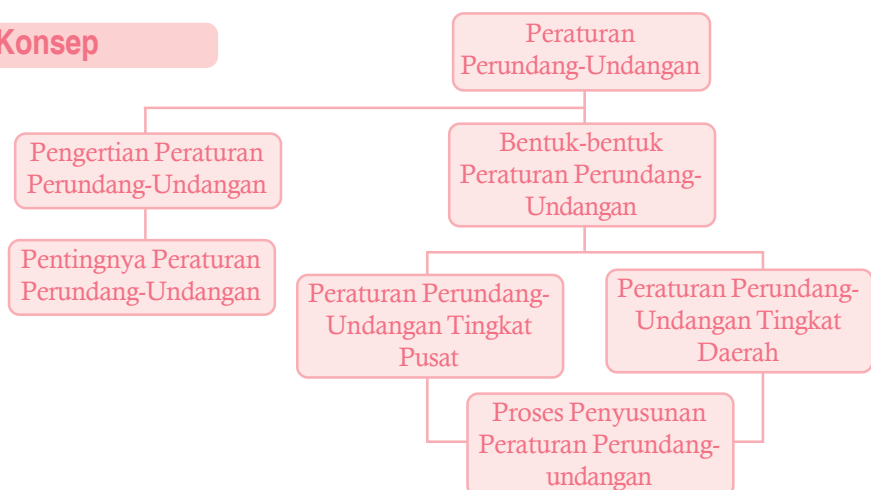 Konsep
Peraturan
Perundang-Undangan
Pengertian Peraturan
Perundang-Undangan
Bentuk-bentuk
Peraturan Perundang-
Undangan
Pentingnya Peraturan
Perundang-Undangan
Peraturan Perundang-
Undangan Tingkat
Pusat
Peraturan Perundang-
Undangan Tingkat
Daerah
Proses Penyusunan
Peraturan Perundang-
undangan